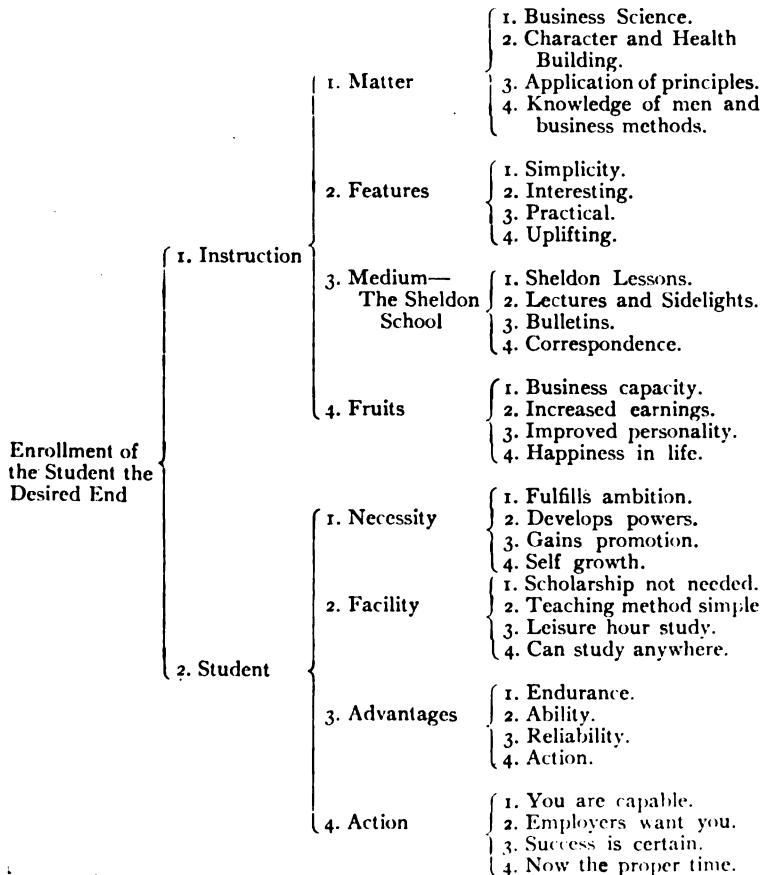 Enrollment of
the Student the
Desired End
1. Instruction
1. Matter
1. Business Science.
2. Character and Health
Building.
3. Application of principles.
4. Knowledge of men and
business methods.
2. Features
1. Simplicity.
2. Interesting.
3. Practical.
4. Uplifting.
3. Medium—
The Sheldon
School
1. Sheldon Lessons.
2. Lectures and Sidelights.
3. Bulletins.
4. Correspondence.
4. Fruits
1. Business capacity.
2. Increased earnings.
3. Improved personality.
4. Happiness in life.
2. Student
1. Necessity
1. Fulfills ambition.
2. Develops powers.
3. Gains promotion.
4. Self growth.
2. Facility
1. Scholarship not needed.
2. Teaching method simple
3. Leisure hour study.
4. Can study anywhere.
3. Advantages
1. Endurance.
2. Ability.
3. Reliability.
4. Action.
4. Action
1. You are capable.
2. Employers want you.
3. Success is certain.
4. Now the proper time.